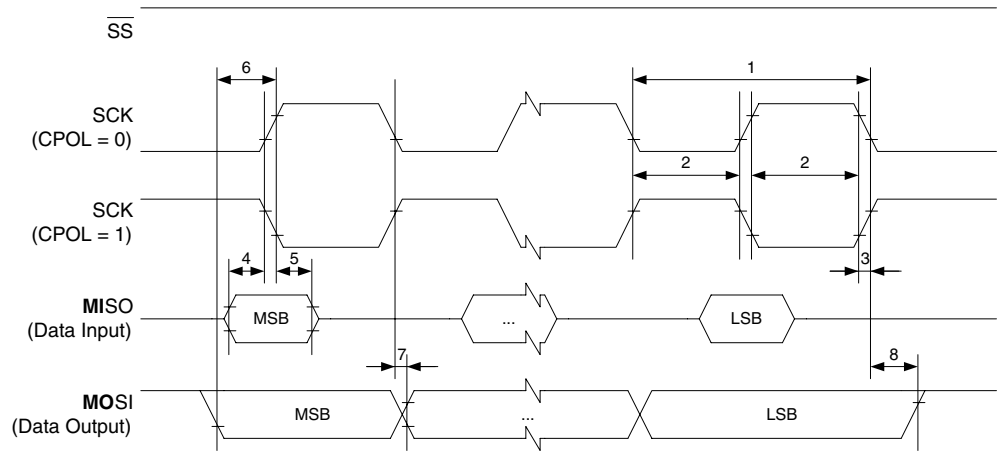 SS
6
1
SCK
(CPOL = 0)
2
2
SCK
(CPOL = 1)
4
5
3
MISO
(Data Input)
MSB
...
LSB
7
8
MOSI
(Data Output)
MSB
...
LSB